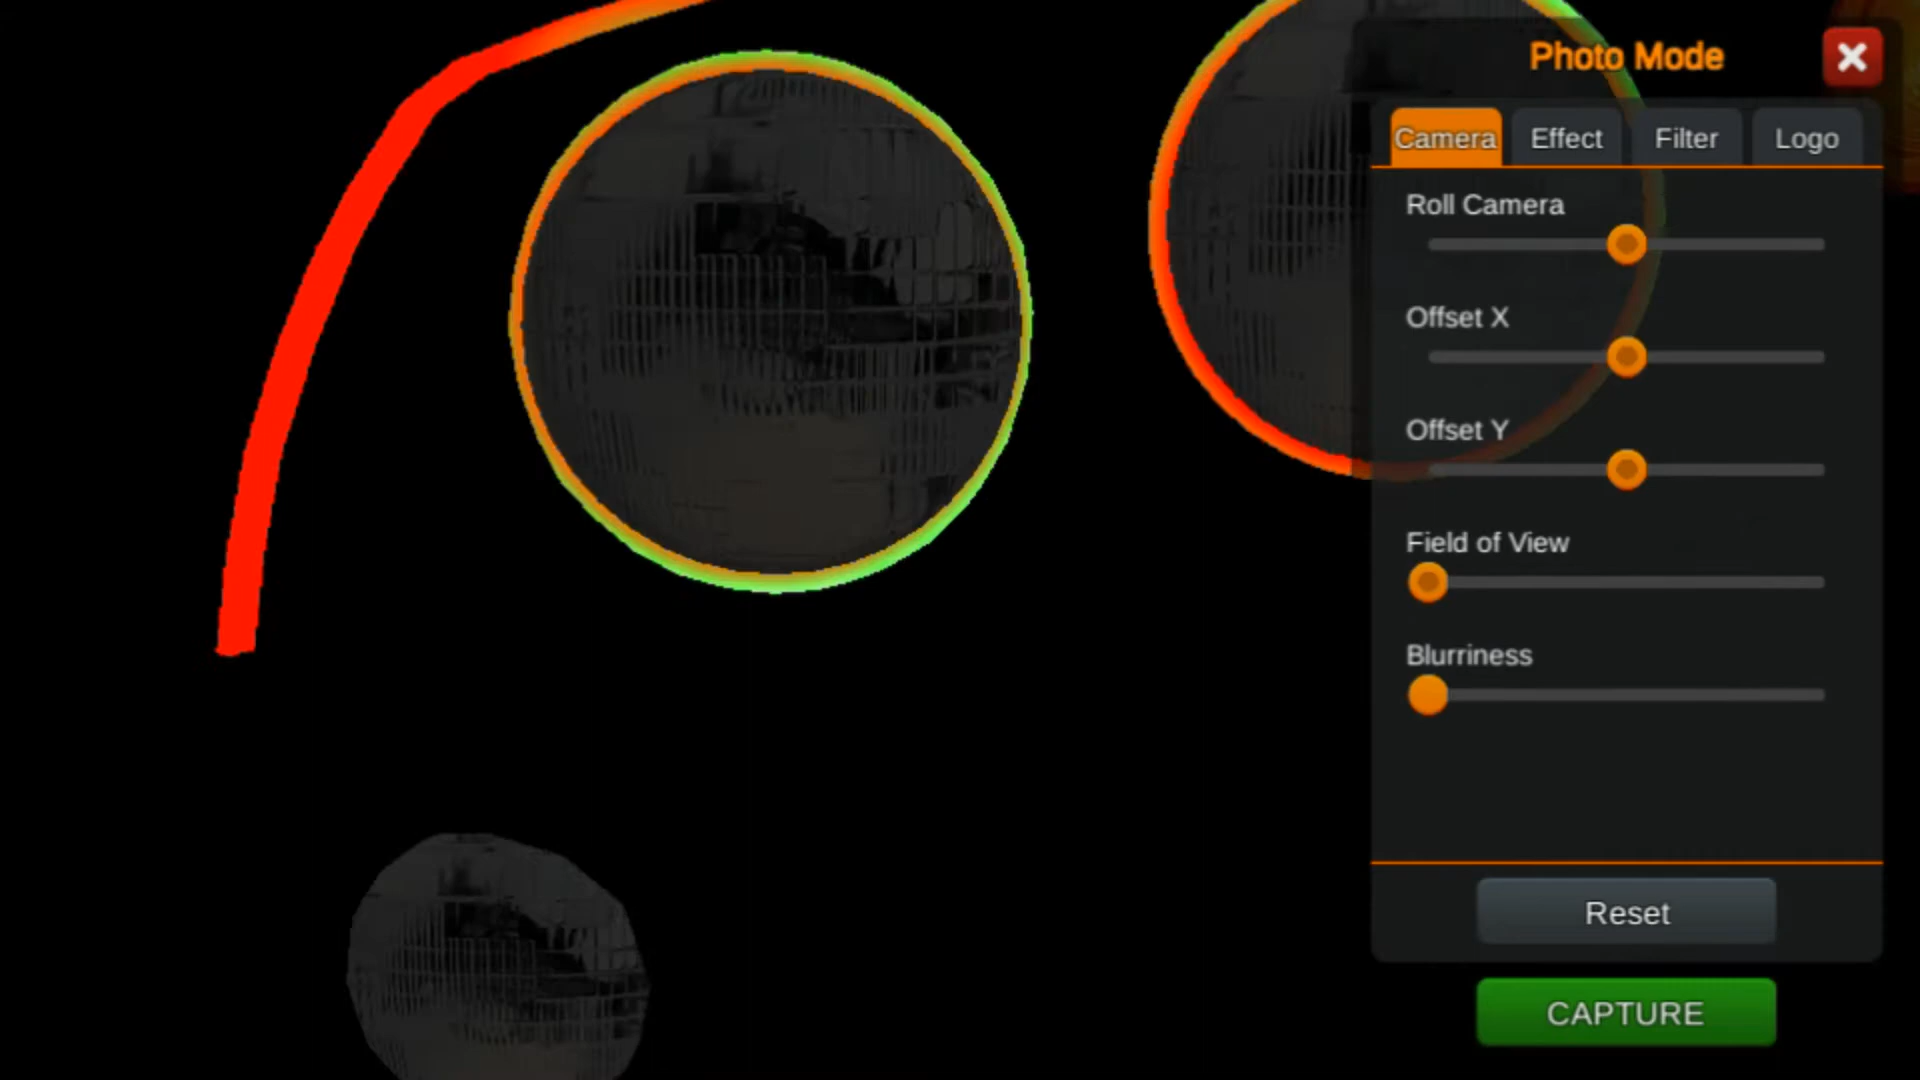 Photo Mode
Camera Effect Filter Logo
Roll Camera
Offset X
Offset Y
Field of View
Blurriness
Reset
CAPTURE